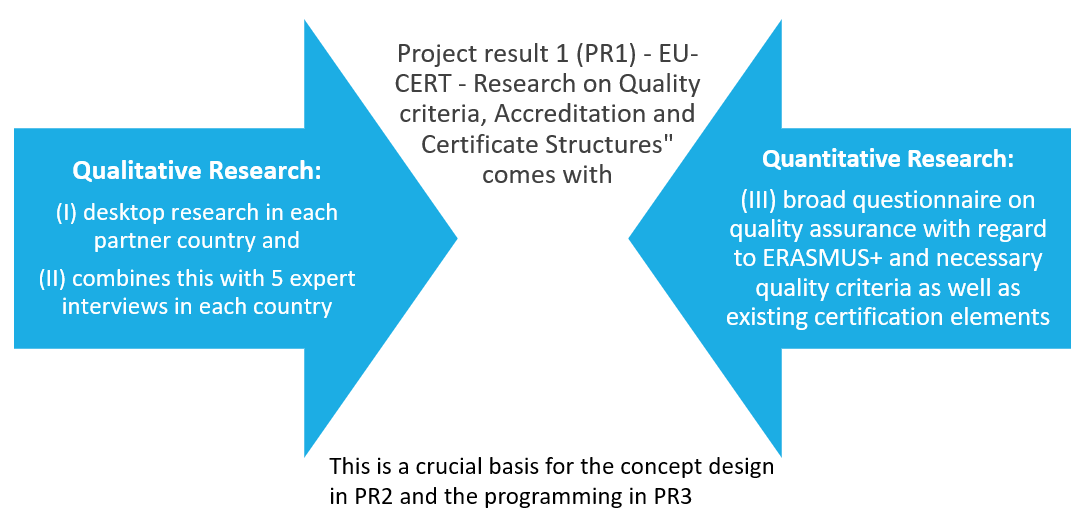 Project result 1 (PR1) - EU-
CERT - Research on Quality
criteria, Accreditation and
Certificate Structures"
comes with
Qualitative Research:
(I) desktop research in each
partner country and
(II) combines this with 5 expert
interviews in each country
Quantitative Research:
(III) broad questionnaire on
quality assurance with regard
to ERASMUS+ and necessary
quality criteria as well as
existing certification elements
This is a crucial basis for the concept design
in PR2 and the programming in PR3